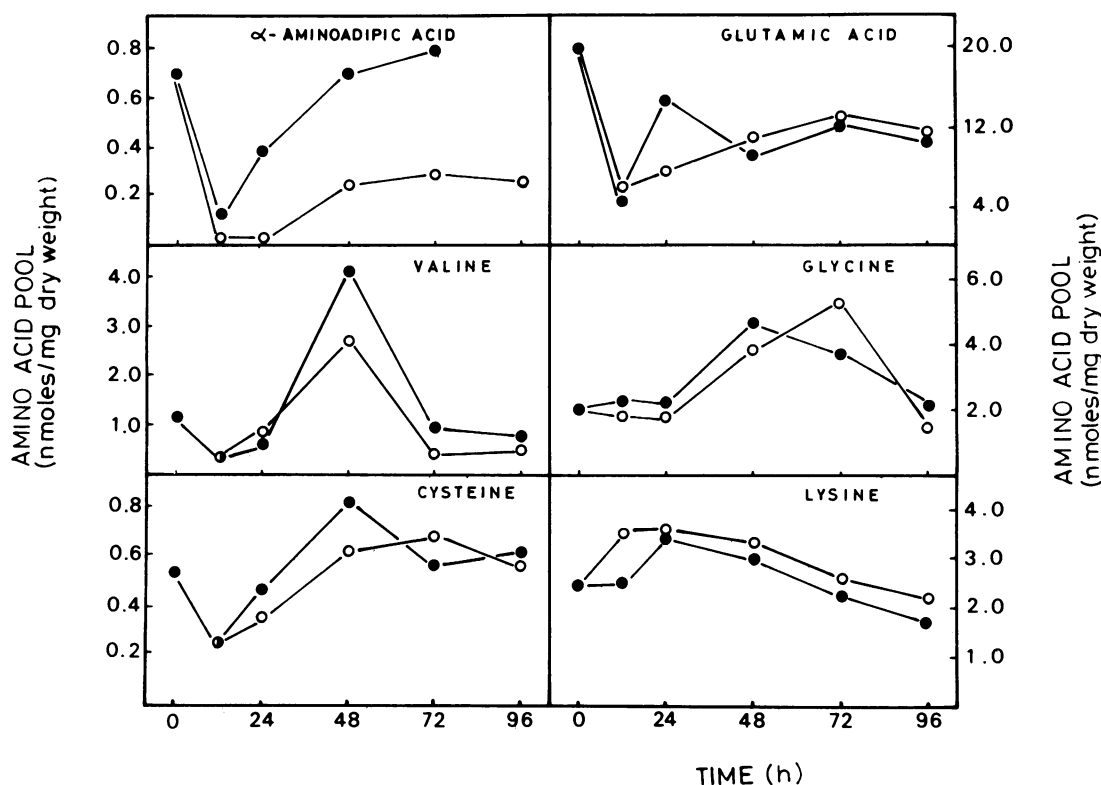 α- AMINOADIPIC ACID
GLUTAMIC ACID
0.8
0.6
0.4
0.2
20.0
12.0
4.0
VALINE
GLYCINE
4.0
3.0
2.0
1.0
6.0
4.0
2.0
CYSTEINE
LYSINE
0.8
0.6
0.4
0.2
4.0
3.0
2.0
1.0
0 24 48 72 96
0 24 48 72 96
TIME (h)
AMINO ACID POOL
(nmoles/mg dry weight)
AMINO ACID POOL
(nmoles/mg dry weight)